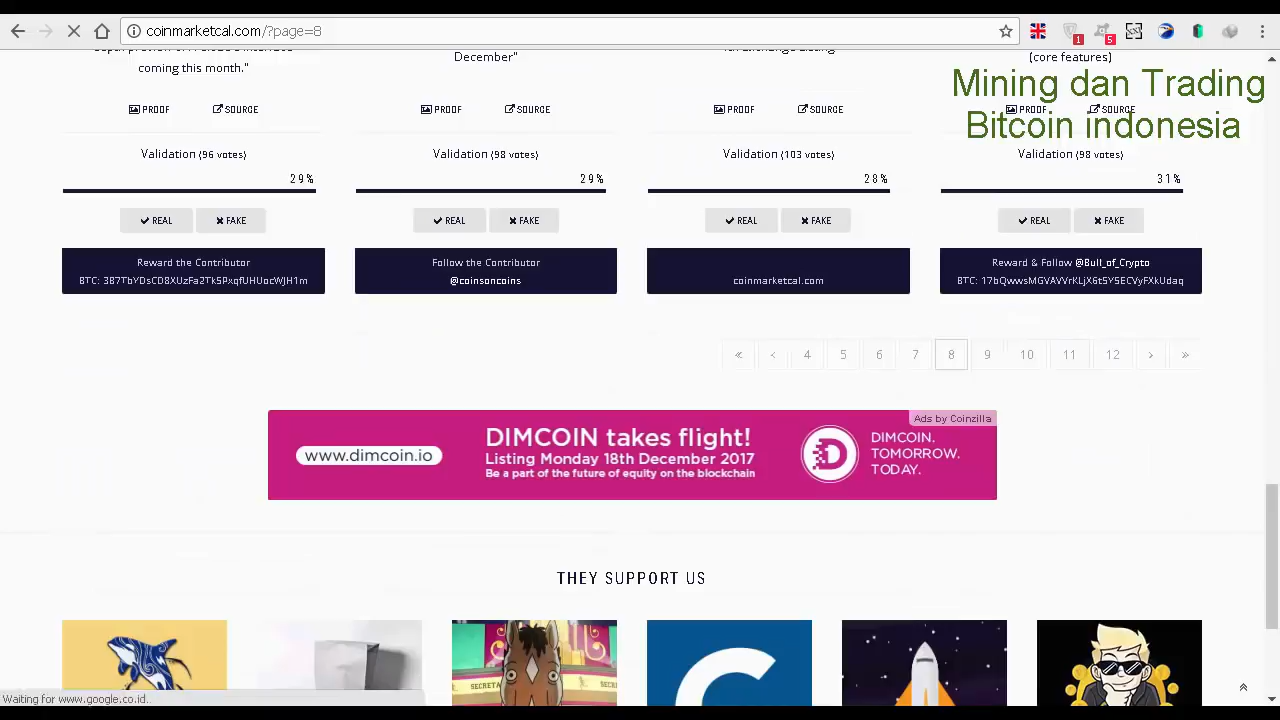 coinmarketcal.com/?page=8
1
5
coming this month."
December"
(core features)
Mining dan Trading
Bitcoin indonesia
PROOF SOURCE
PROOF SOURCE
PROOF SOURCE
PROOF SOURCE
Validation (96 votes)
Validation (98 votes)
Validation (103 votes)
Validation (98 votes)
29%
29%
28%
31%
REAL FAKE
REAL FAKE
REAL FAKE
REAL FAKE
Reward the Contributor
Follow the Contributor
@coinsoncoins
coinmarketcal.com
Reward & Follow @Bull_of_Crypto
« ‹ 4 5 6 7 8 9 10 11 12 › »
Ads by Coinzilla
www.dimcoin.io
DIMCOIN takes flight!
Listing Monday 18th December 2017
Be a part of the future of equity on the blockchain
DIMCOIN.
TOMORROW.
TODAY.
THEY SUPPORT US
SECRETA
Waiting for www.google.co.id...